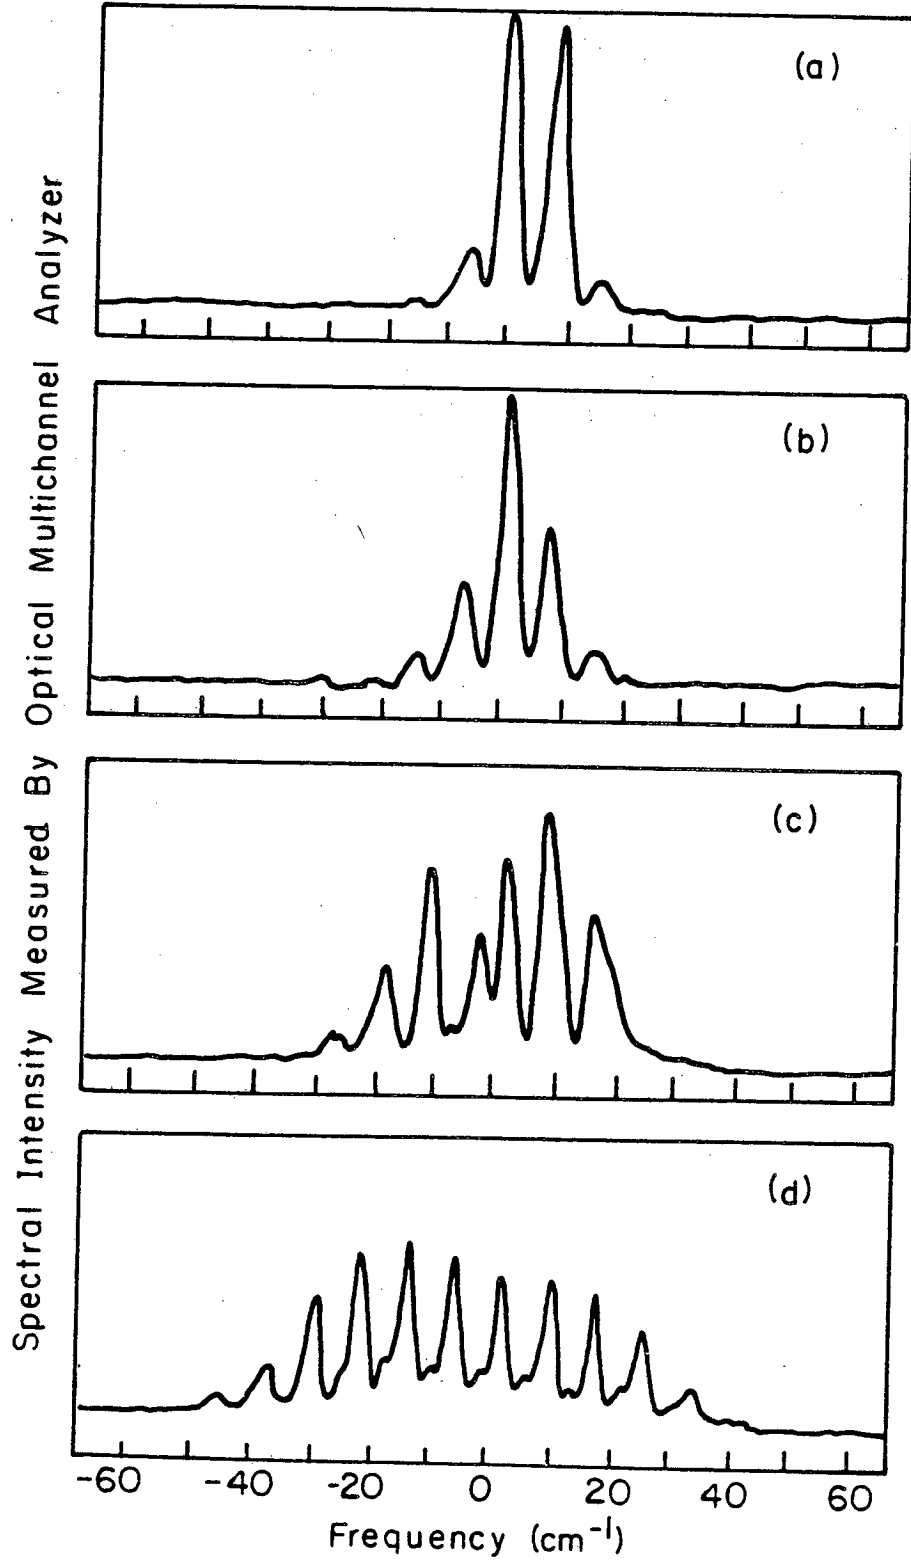 Spectral Intensity Measured By Optical Multichannel Analyzer
(a)
(b)
(c)
(d)
-60 -40 -20 0 20 40 60
Frequency (cm⁻¹)